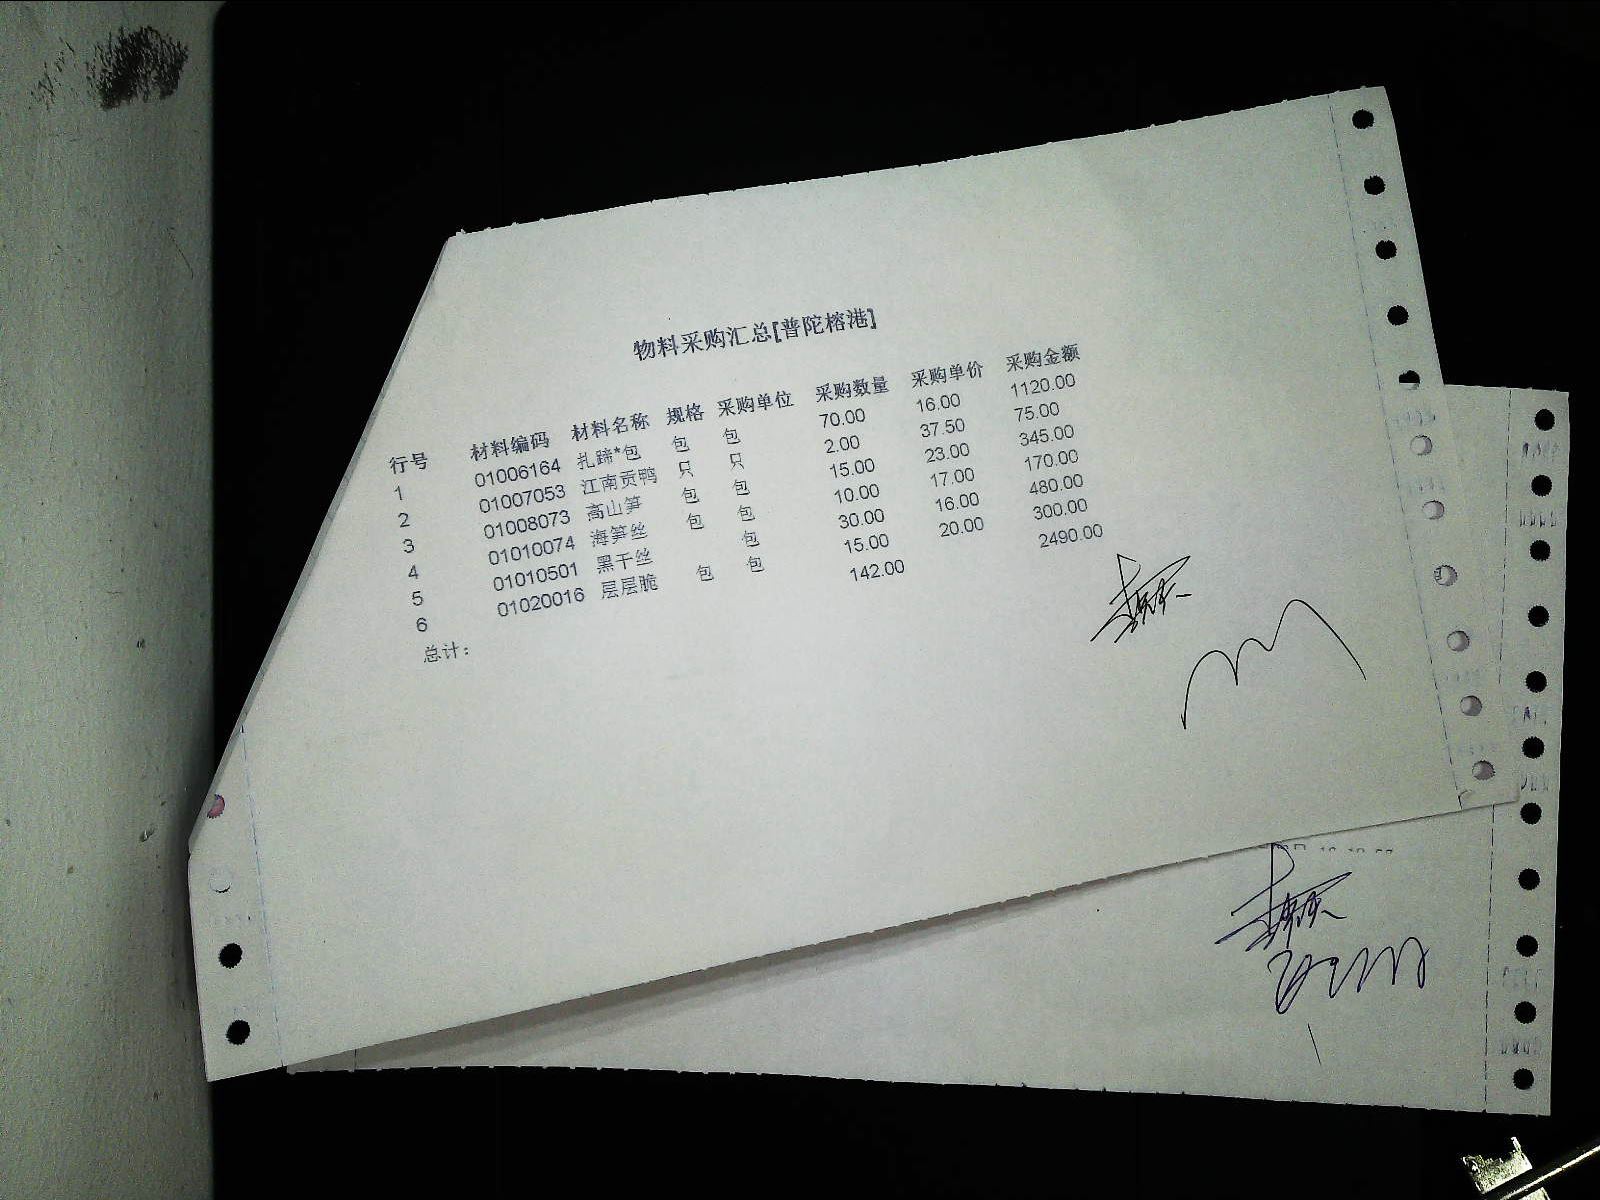 物料采购汇总[普陀榕港]
行号 材料编码 材料名称 规格 采购单位 采购数量 采购单价 采购金额
1 01006164 扎蹄*包 包 包 70.00 16.00 1120.00
2 01007053 江南贡鸭 只 只 2.00 37.50 75.00
3 01008073 高山笋 包 包 15.00 23.00 345.00
4 01010074 海笋丝 包 包 10.00 17.00 170.00
5 01010501 黑干丝 包 30.00 16.00 480.00
6 01020016 层层脆 包 包 15.00 20.00 300.00
总计： 142.00 2490.00